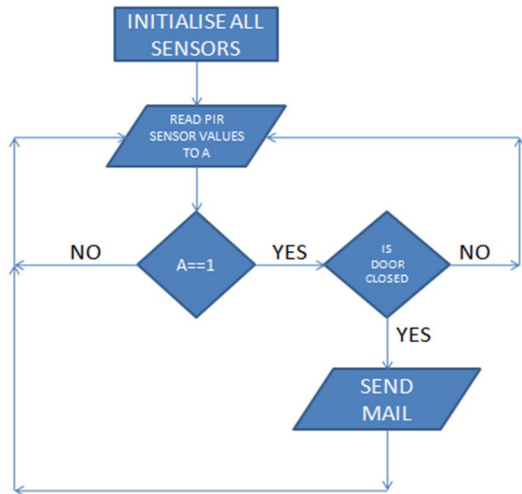 INITIALISE ALL
SENSORS
READ PIR
SENSOR VALUES
TO A
NO
A==1
YES
IS
DOOR
CLOSED
NO
YES
SEND
MAIL